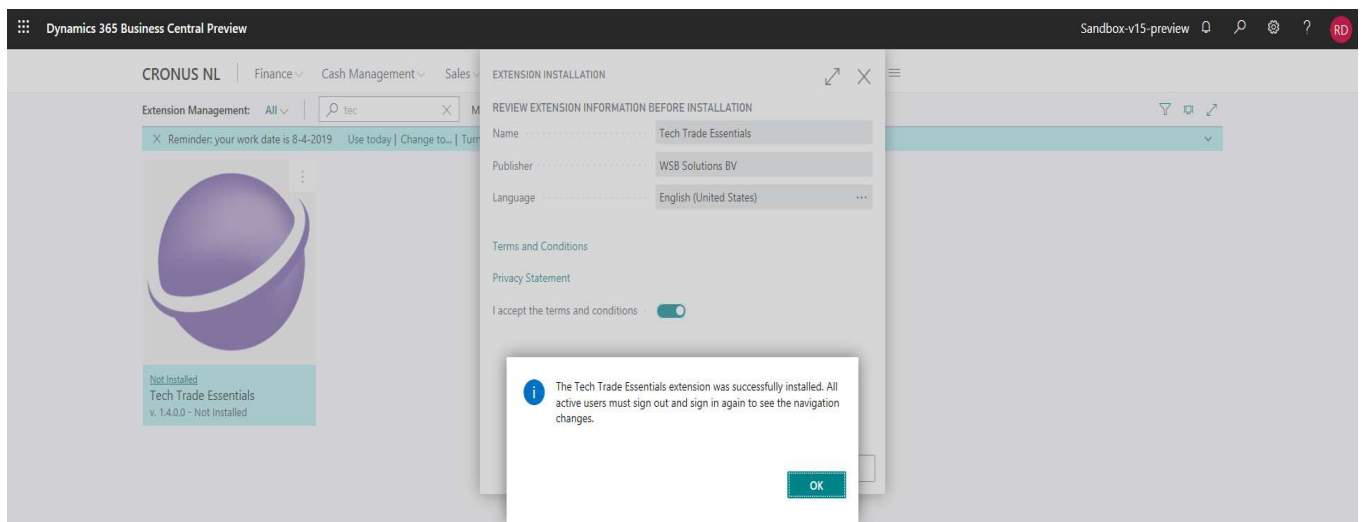 Dynamics 365 Business Central Preview
Sandbox-v15-preview
?
RD
CRONUS NL
Finance
Cash Management
Sales
Extension Management: All
tec
M
Reminder: your work date is 8-4-2019 Use today | Change to... | Turn
Not Installed
Tech Trade Essentials
v. 1.4.0.0 - Not Installed
EXTENSION INSTALLATION
REVIEW EXTENSION INFORMATION BEFORE INSTALLATION
Name Tech Trade Essentials
Publisher WSB Solutions BV
Language English (United States) ...
Terms and Conditions
Privacy Statement
I accept the terms and conditions
i
The Tech Trade Essentials extension was successfully installed. All
active users must sign out and sign in again to see the navigation
changes.
OK